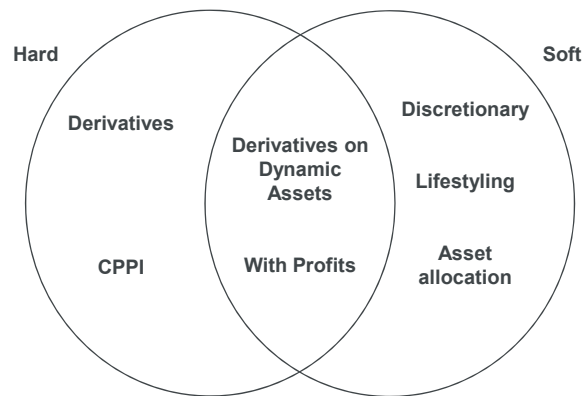 Hard
Soft
Derivatives
CPPI
Derivatives on
Dynamic
Assets
With Profits
Discretionary
Lifestyling
Asset
allocation